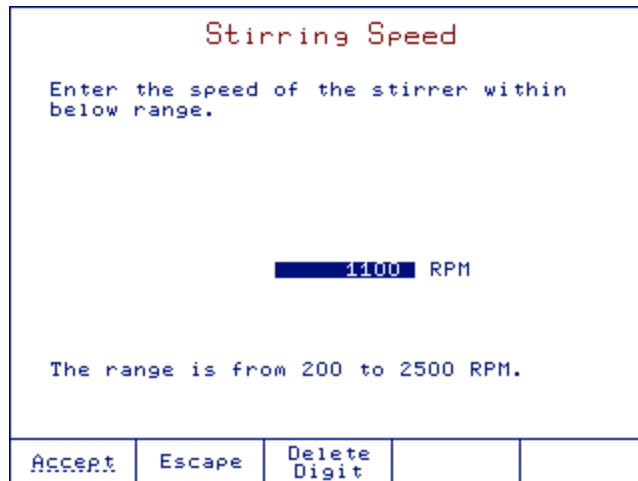 Stirring Speed
Enter the speed of the stirrer within
below range.
1100 RPM
The range is from 200 to 2500 RPM.
Accept Escape Delete
Digit